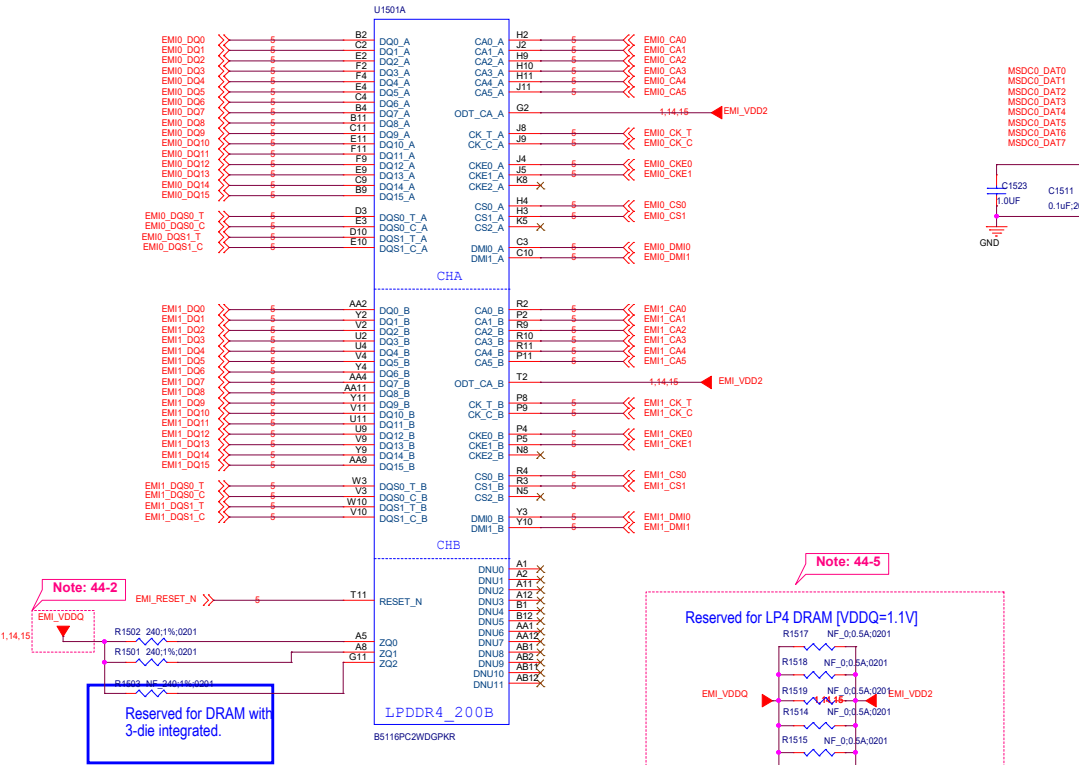 U1501A
EMI0_DQ0 5 B2 DQ0_A CA0_A H2 5 EMI0_CA0
EMI0_DQ1 5 C2 DQ1_A CA1_A J2 5 EMI0_CA1
EMI0_DQ2 5 E2 DQ2_A CA2_A H9 5 EMI0_CA2
EMI0_DQ3 5 F2 DQ3_A CA3_A H10 5 EMI0_CA3
EMI0_DQ4 5 F4 DQ4_A CA4_A H11 5 EMI0_CA4
EMI0_DQ5 5 E4 DQ5_A CA5_A J11 5 EMI0_CA5
EMI0_DQ6 5 C4 DQ6_A
EMI0_DQ7 5 B4 DQ7_A ODT_CA_A G2 1,14,15 EMI_VDD2
EMI0_DQ8 5 B11 DQ8_A
EMI0_DQ9 5 C11 DQ9_A CK_T_A J8 5 EMI0_CK_T
EMI0_DQ10 5 E11 DQ10_A CK_C_A J9 5 EMI0_CK_C
EMI0_DQ11 5 F11 DQ11_A
EMI0_DQ12 5 F9 DQ12_A CKE0_A J4 5 EMI0_CKE0
EMI0_DQ13 5 E9 DQ13_A CKE1_A J5 5 EMI0_CKE1
EMI0_DQ14 5 C9 DQ14_A CKE2_A K8
EMI0_DQ15 5 B9 DQ15_A
CS0_A H4 5 EMI0_CS0
EMI0_DQS0_T 5 D3 DQS0_T_A CS1_A H3 5 EMI0_CS1
EMI0_DQS0_C 5 E3 DQS0_C_A CS2_A K5
EMI0_DQS1_T 5 D10 DQS1_T_A
EMI0_DQS1_C 5 E10 DQS1_C_A DMI0_A C3 5 EMI0_DMI0
DMI1_A C10 5 EMI0_DMI1
CHA
MSDC0_DAT0
MSDC0_DAT1
MSDC0_DAT2
MSDC0_DAT3
MSDC0_DAT4
MSDC0_DAT5
MSDC0_DAT6
MSDC0_DAT7
C1523
1.0UF
C1511
0.1uF;20
GND
EMI1_DQ0 5 AA2 DQ0_B CA0_B R2 5 EMI1_CA0
EMI1_DQ1 5 Y2 DQ1_B CA1_B P2 5 EMI1_CA1
EMI1_DQ2 5 V2 DQ2_B CA2_B R9 5 EMI1_CA2
EMI1_DQ3 5 U2 DQ3_B CA3_B R10 5 EMI1_CA3
EMI1_DQ4 5 U4 DQ4_B CA4_B R11 5 EMI1_CA4
EMI1_DQ5 5 V4 DQ5_B CA5_B P11 5 EMI1_CA5
EMI1_DQ6 5 Y4 DQ6_B
EMI1_DQ7 5 AA4 DQ7_B ODT_CA_B T2 1,14,15 EMI_VDD2
EMI1_DQ8 5 AA11 DQ8_B
EMI1_DQ9 5 Y11 DQ9_B CK_T_B P8 5 EMI1_CK_T
EMI1_DQ10 5 V11 DQ10_B CK_C_B P9 5 EMI1_CK_C
EMI1_DQ11 5 U11 DQ11_B
EMI1_DQ12 5 U9 DQ12_B CKE0_B P4 5 EMI1_CKE0
EMI1_DQ13 5 V9 DQ13_B CKE1_B P5 5 EMI1_CKE1
EMI1_DQ14 5 Y9 DQ14_B CKE2_B N8
EMI1_DQ15 5 AA9 DQ15_B
CS0_B R4 5 EMI1_CS0
EMI1_DQS0_T 5 W3 DQS0_T_B CS1_B R3 5 EMI1_CS1
EMI1_DQS0_C 5 V3 DQS0_C_B CS2_B N5
EMI1_DQS1_T 5 W10 DQS1_T_B
EMI1_DQS1_C 5 V10 DQS1_C_B DMI0_B Y3 5 EMI1_DMI0
DMI1_B Y10 5 EMI1_DMI1
CHB
DNU0 A1
DNU1 A2
DNU2 A11
DNU3 A12
DNU4 B1
DNU5 B12
DNU6 AA1
DNU7 AA12
DNU8 AB1
DNU9 AB2
DNU10 AB11
DNU11 AB12
EMI_RESET_N 5 T11 RESET_N
Note: 44-2
EMI_VDDQ
1,14,15
R1502 240;1%;0201 A5 ZQ0
R1501 240;1%;0201 A8 ZQ1
R1503 NF_240;1%;0201 G11 ZQ2
Reserved for DRAM with
3-die integrated.
LPDDR4_200B
B5116PC2WDGPKR
Note: 44-5
Reserved for LP4 DRAM [VDDQ=1.1V]
R1517 NF_0;0.5A;0201
R1518 NF_0;0.5A;0201
EMI_VDDQ R1519 NF_0;0.5A;0201 1,14,15 EMI_VDD2
R1514 NF_0;0.5A;0201
R1515 NF_0;0.5A;0201